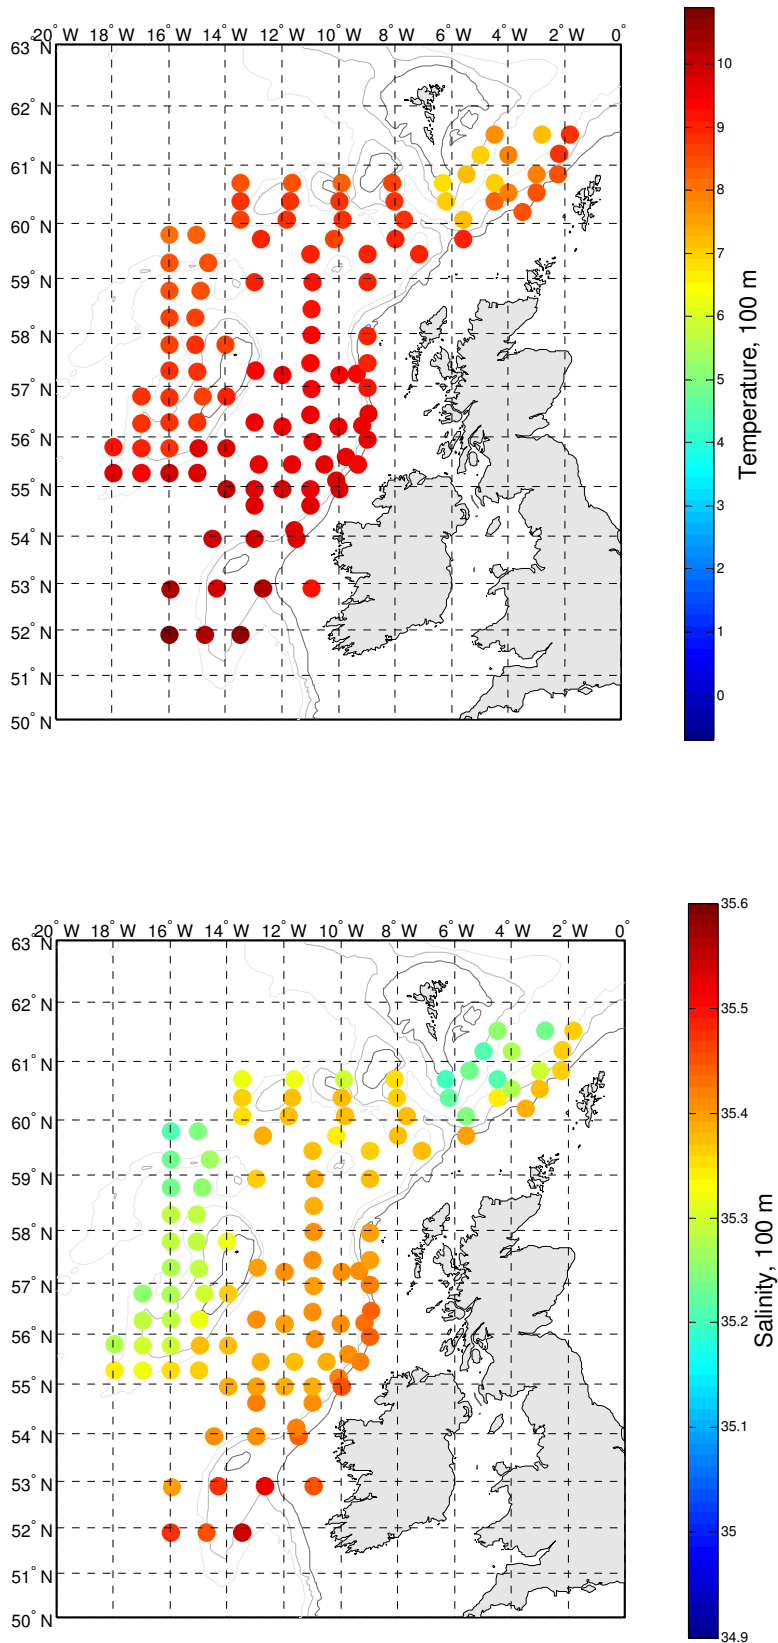 20° W 18° W 16° W 14° W 12° W 10° W 8° W 6° W 4° W 2° W 0°
63° N
62° N
61° N
60° N
59° N
58° N
57° N
56° N
55° N
54° N
53° N
52° N
51° N
50° N
10
9
8
7
6
5
4
3
2
1
0
Temperature, 100 m
20° W 18° W 16° W 14° W 12° W 10° W 8° W 6° W 4° W 2° W 0°
63° N
62° N
61° N
60° N
59° N
58° N
57° N
56° N
55° N
54° N
53° N
52° N
51° N
50° N
35.6
35.5
35.4
35.3
35.2
35.1
35
34.9
Salinity, 100 m